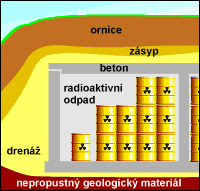 ornice
zásyp
beton
radioaktivní
odpad
drenáž
nepropustný geologický materiál